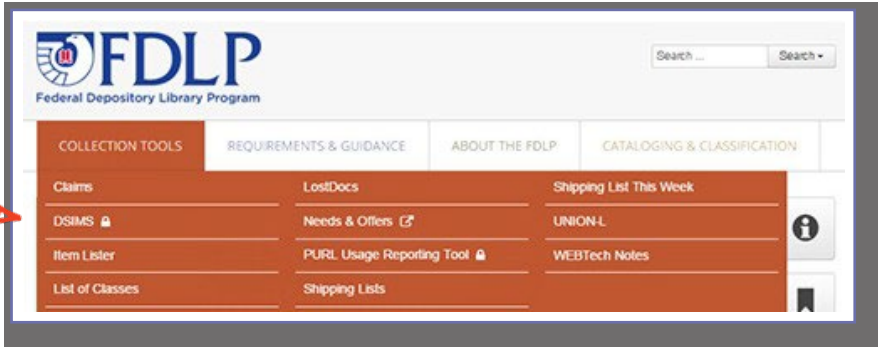 FDLP
Federal Depository Library Program
Search ...
Search
COLLECTION TOOLS
REQUIREMENTS & GUIDANCE
ABOUT THE FDLP
CATALOGING & CLASSIFICATION
Claims
LostDocs
Shipping List This Week
DSIMS
Needs & Offers
UNION-L
Item Lister
PURL Usage Reporting Tool
WEBTech Notes
List of Classes
Shipping Lists